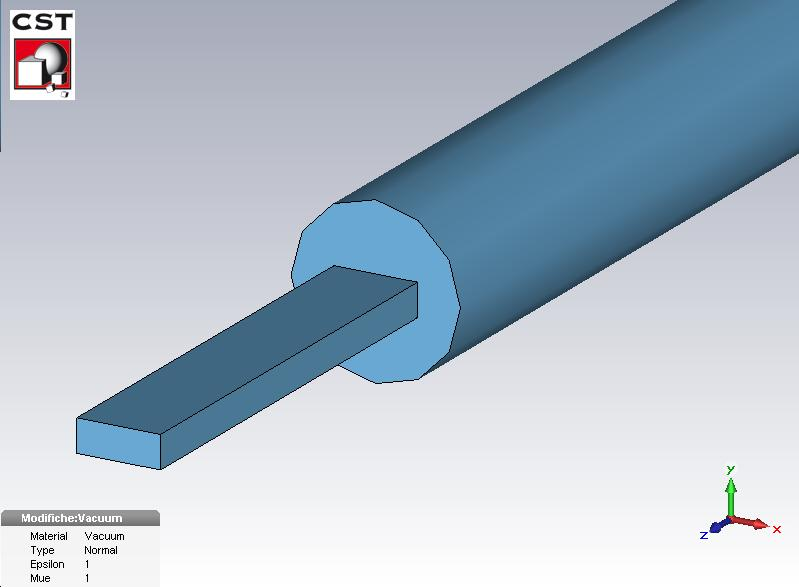 CST
y
x
z
Modifiche:Vacuum
Material Vacuum
Type Normal
Epsilon 1
Mue 1